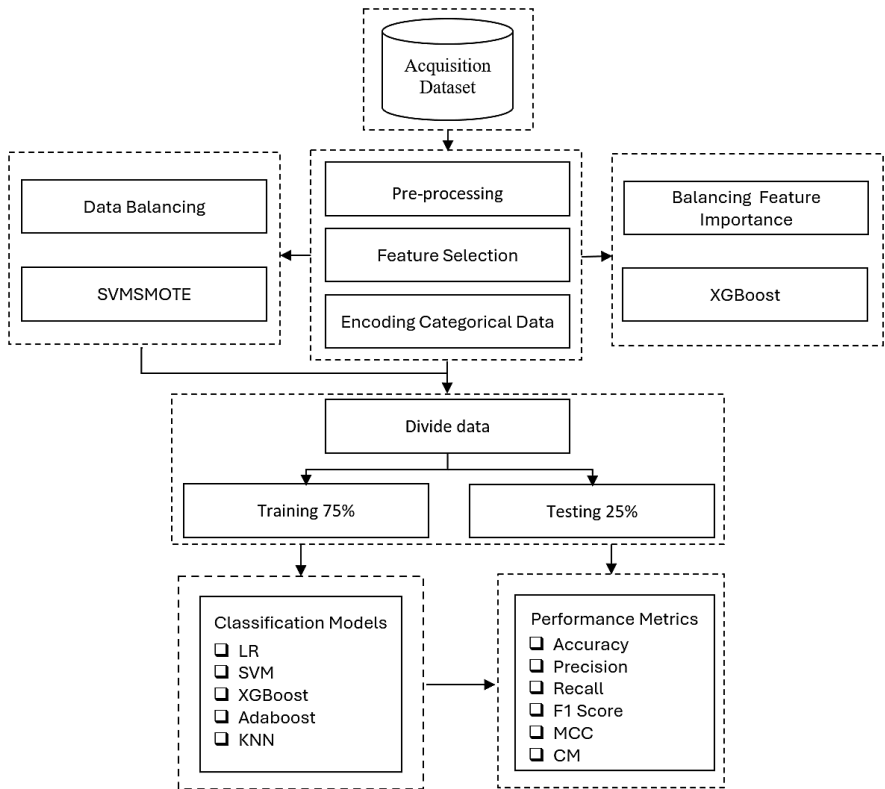 Acquisition
Dataset
Data Balancing
SVMSMOTE
Pre-processing
Feature Selection
Encoding Categorical Data
Balancing Feature
Importance
XGBoost
Divide data
Training 75%
Testing 25%
Classification Models
LR
SVM
XGBoost
Adaboost
KNN
Performance Metrics
Accuracy
Precision
Recall
F1 Score
MCC
CM